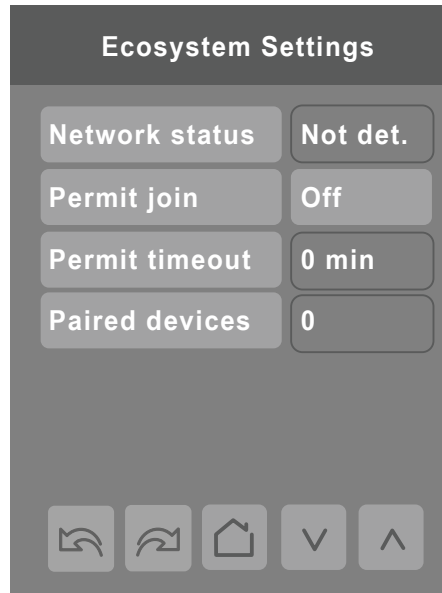 Ecosystem Settings
Network status Not det.
Permit join Off
Permit timeout 0 min
Paired devices 0